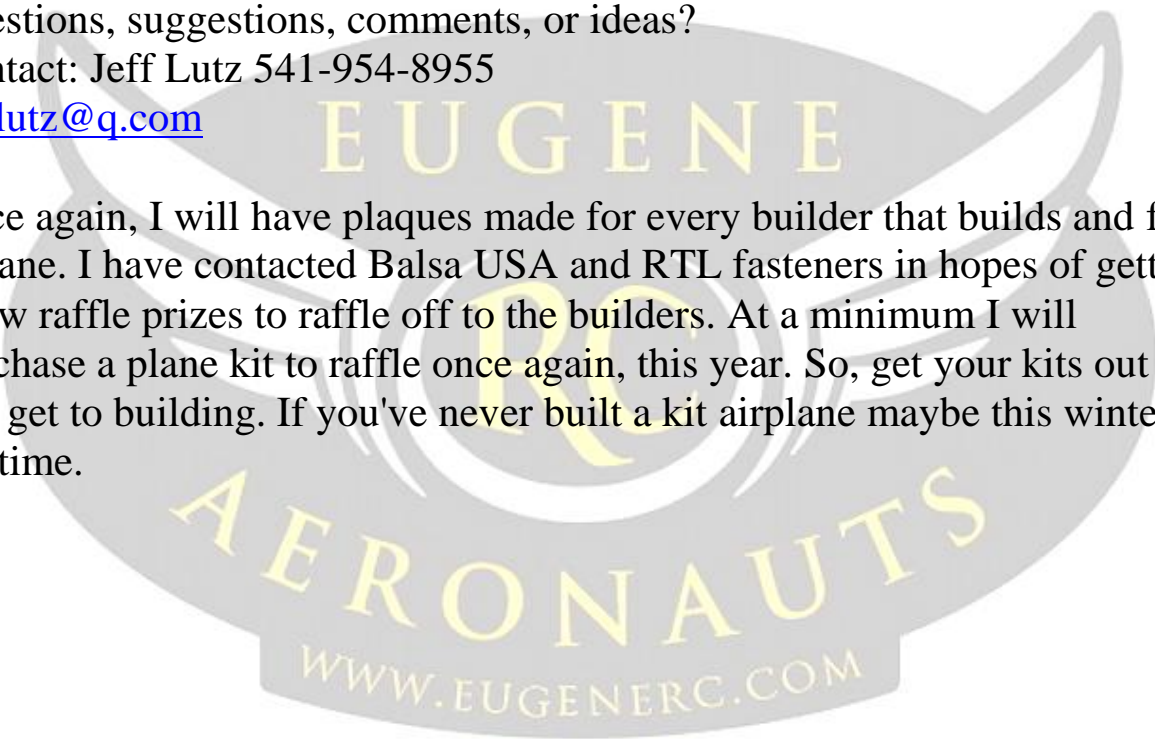 estions, suggestions, comments, or ideas?
ntact: Jeff Lutz 541-954-8955
lutz@q.com
ce again, I will have plaques made for every builder that builds and f
ane. I have contacted Balsa USA and RTL fasteners in hopes of gett
w raffle prizes to raffle off to the builders. At a minimum I will
chase a plane kit to raffle once again, this year. So, get your kits out
get to building. If you've never built a kit airplane maybe this winte
time.
EUGENE
RC
AERONAUTS
WWW.EUGENERC.COM